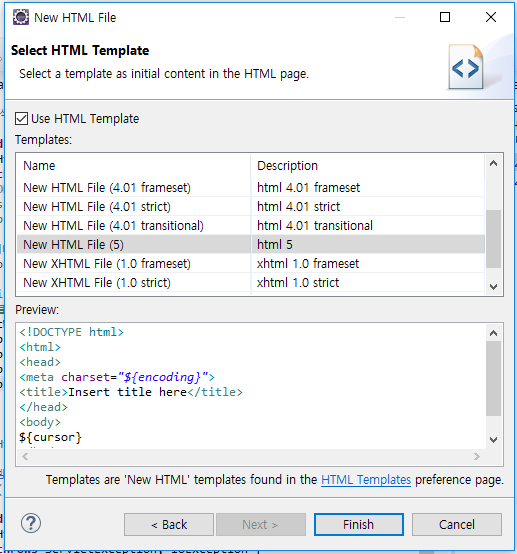 New HTML File
Select HTML Template
Select a template as initial content in the HTML page.
Use HTML Template
Templates:
Name Description
New HTML File (4.01 frameset) html 4.01 frameset
New HTML File (4.01 strict) html 4.01 strict
New HTML File (4.01 transitional) html 4.01 transitional
New HTML File (5) html 5
New XHTML File (1.0 frameset) xhtml 1.0 frameset
New XHTML File (1.0 strict) xhtml 1.0 strict
Preview:
<!DOCTYPE html>
<html>
<head>
<meta charset="${encoding}">
<title>Insert title here</title>
</head>
<body>
${cursor}
Templates are 'New HTML' templates found in the HTML Templates preference page.
? < Back Next > Finish Cancel